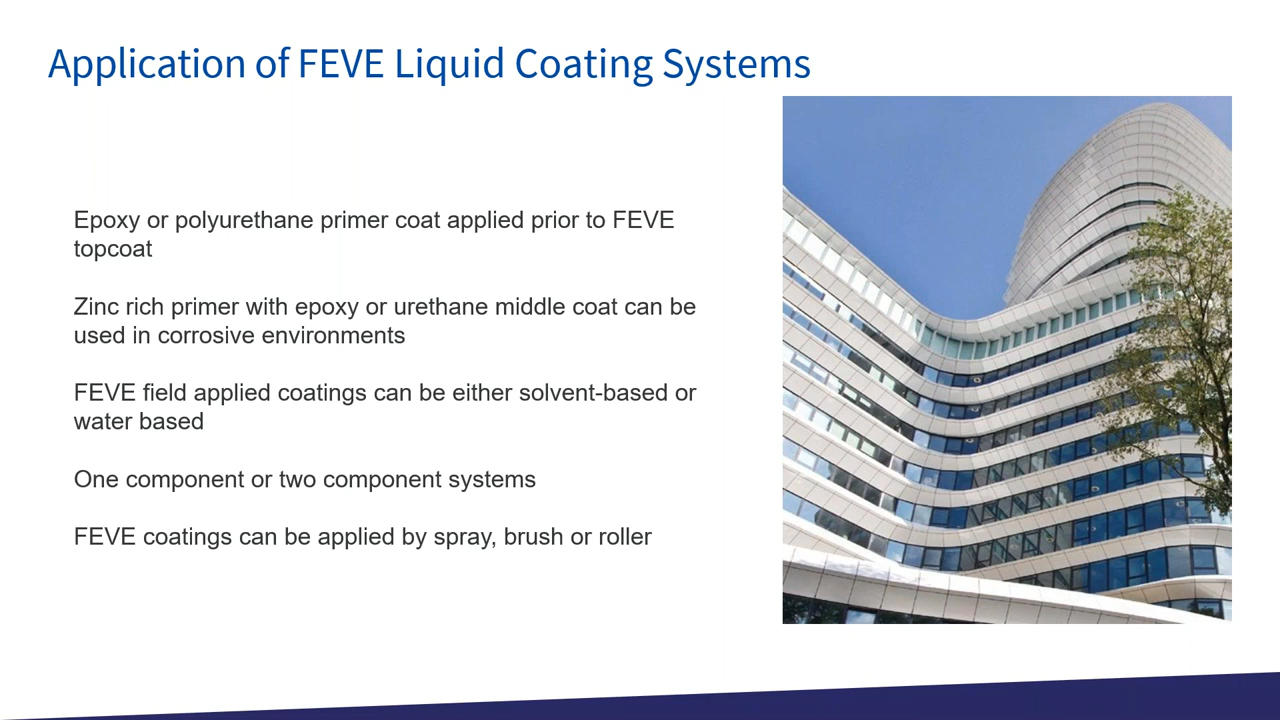 Application of FEVE Liquid Coating Systems
Epoxy or polyurethane primer coat applied prior to FEVE
topcoat
Zinc rich primer with epoxy or urethane middle coat can be
used in corrosive environments
FEVE field applied coatings can be either solvent-based or
water based
One component or two component systems
FEVE coatings can be applied by spray, brush or roller